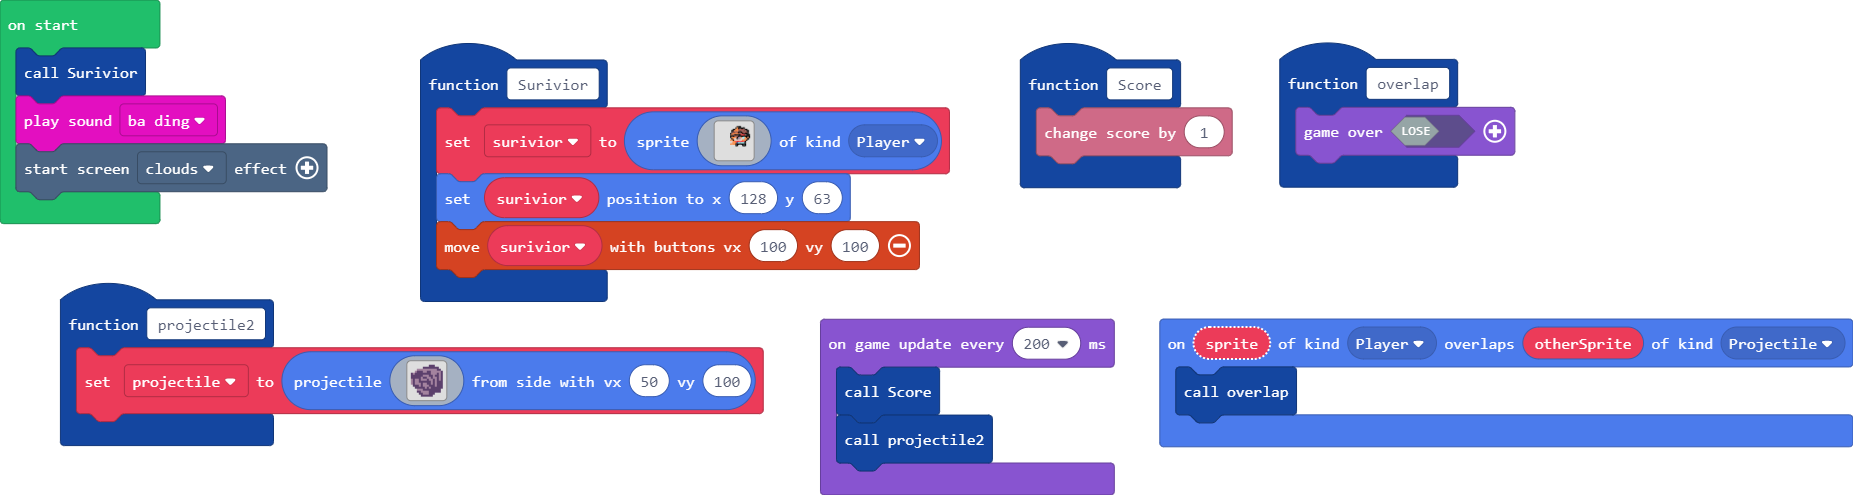 on start
call Surivior
play sound ba ding
start screen clouds effect
function Surivior
set surivior to sprite of kind Player
set surivior position to x 128 y 63
move surivior with buttons vx 100 vy 100
function Score
change score by 1
function overlap
game over LOSE
function projectile2
set projectile to projectile from side with vx 50 vy 100
on game update every 200 ms
call Score
call projectile2
on sprite of kind Player overlaps otherSprite of kind Projectile
call overlap